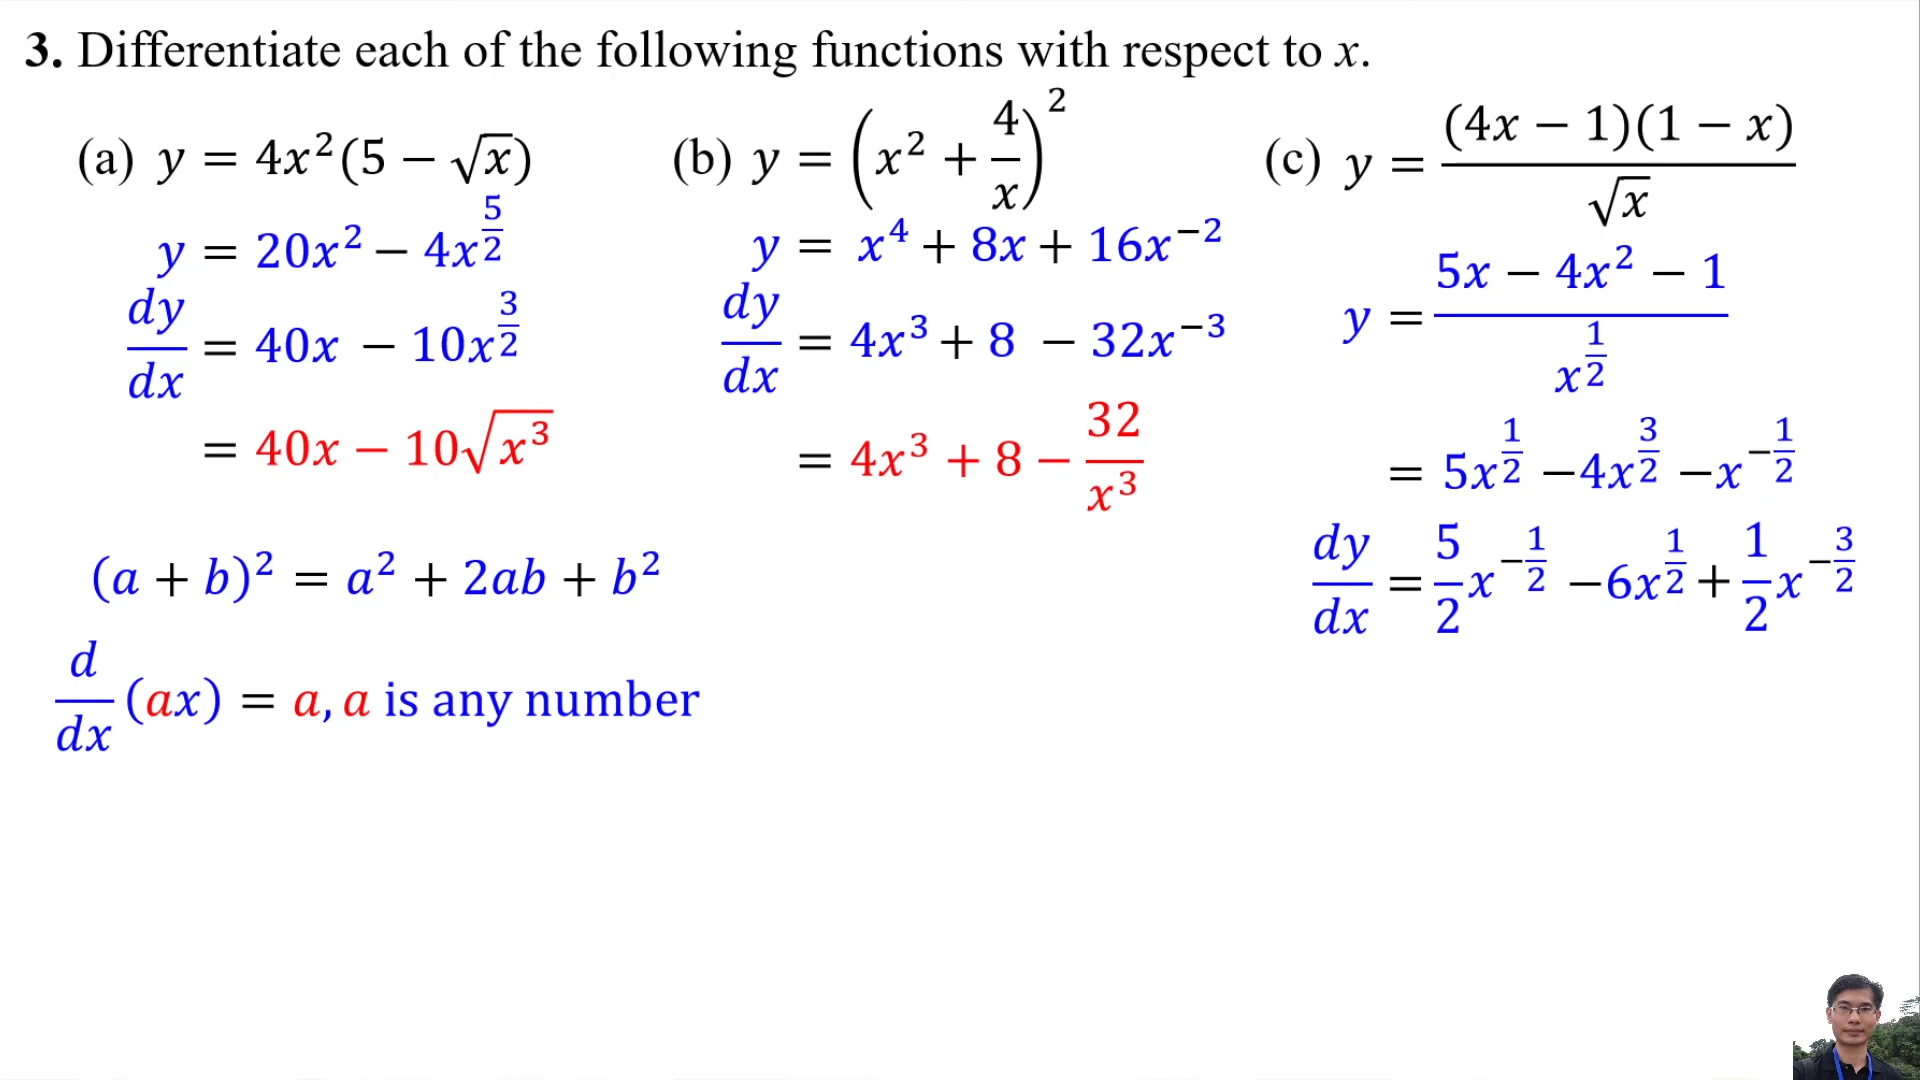 3. Differentiate each of the following functions with respect to x.
(a) y = 4x²(5 − √x)
y = 20x² − 4x^(5/2)
dy/dx = 40x − 10x^(3/2)
= 40x − 10√(x³)
(a + b)² = a² + 2ab + b²
d/dx (ax) = a, a is any number
(b) y = (x² + 4/x)²
y = x⁴ + 8x + 16x⁻²
dy/dx = 4x³ + 8 − 32x⁻³
= 4x³ + 8 − 32/x³
(c) y = (4x − 1)(1 − x)/√x
y = (5x − 4x² − 1)/x^(1/2)
= 5x^(1/2) − 4x^(3/2) − x^(−1/2)
dy/dx = 5/2 x^(−1/2) − 6x^(1/2) + 1/2 x^(−3/2)